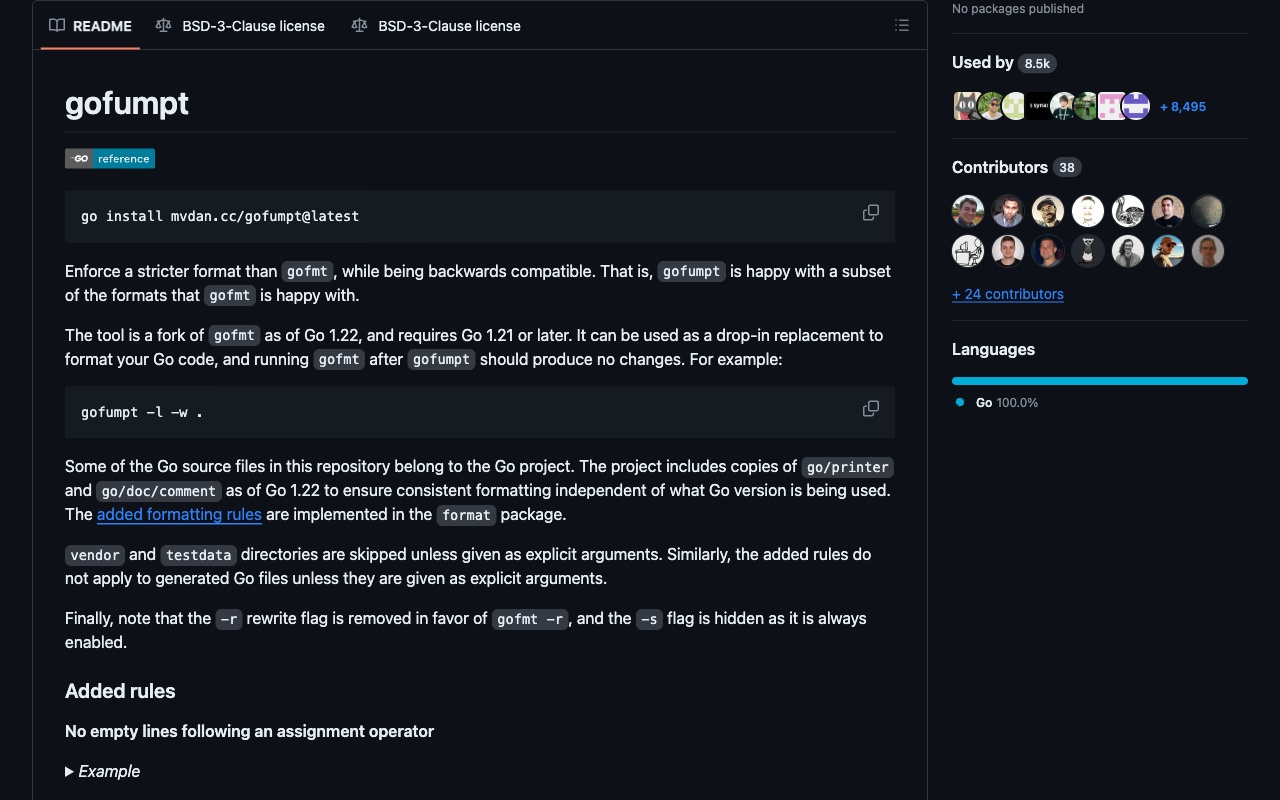 README
BSD-3-Clause license
BSD-3-Clause license
gofumpt
GO reference
go install mvdan.cc/gofumpt@latest
Enforce a stricter format than gofmt, while being backwards compatible. That is, gofumpt is happy with a subset
of the formats that gofmt is happy with.
The tool is a fork of gofmt as of Go 1.22, and requires Go 1.21 or later. It can be used as a drop-in replacement to
format your Go code, and running gofmt after gofumpt should produce no changes. For example:
gofumpt -l -w .
Some of the Go source files in this repository belong to the Go project. The project includes copies of go/printer
and go/doc/comment as of Go 1.22 to ensure consistent formatting independent of what Go version is being used.
The added formatting rules are implemented in the format package.
vendor and testdata directories are skipped unless given as explicit arguments. Similarly, the added rules do
not apply to generated Go files unless they are given as explicit arguments.
Finally, note that the -r rewrite flag is removed in favor of gofmt -r, and the -s flag is hidden as it is always
enabled.
Added rules
No empty lines following an assignment operator
Example
No packages published
Used by 8.5k
+ 8,495
Contributors 38
+ 24 contributors
Languages
Go 100.0%